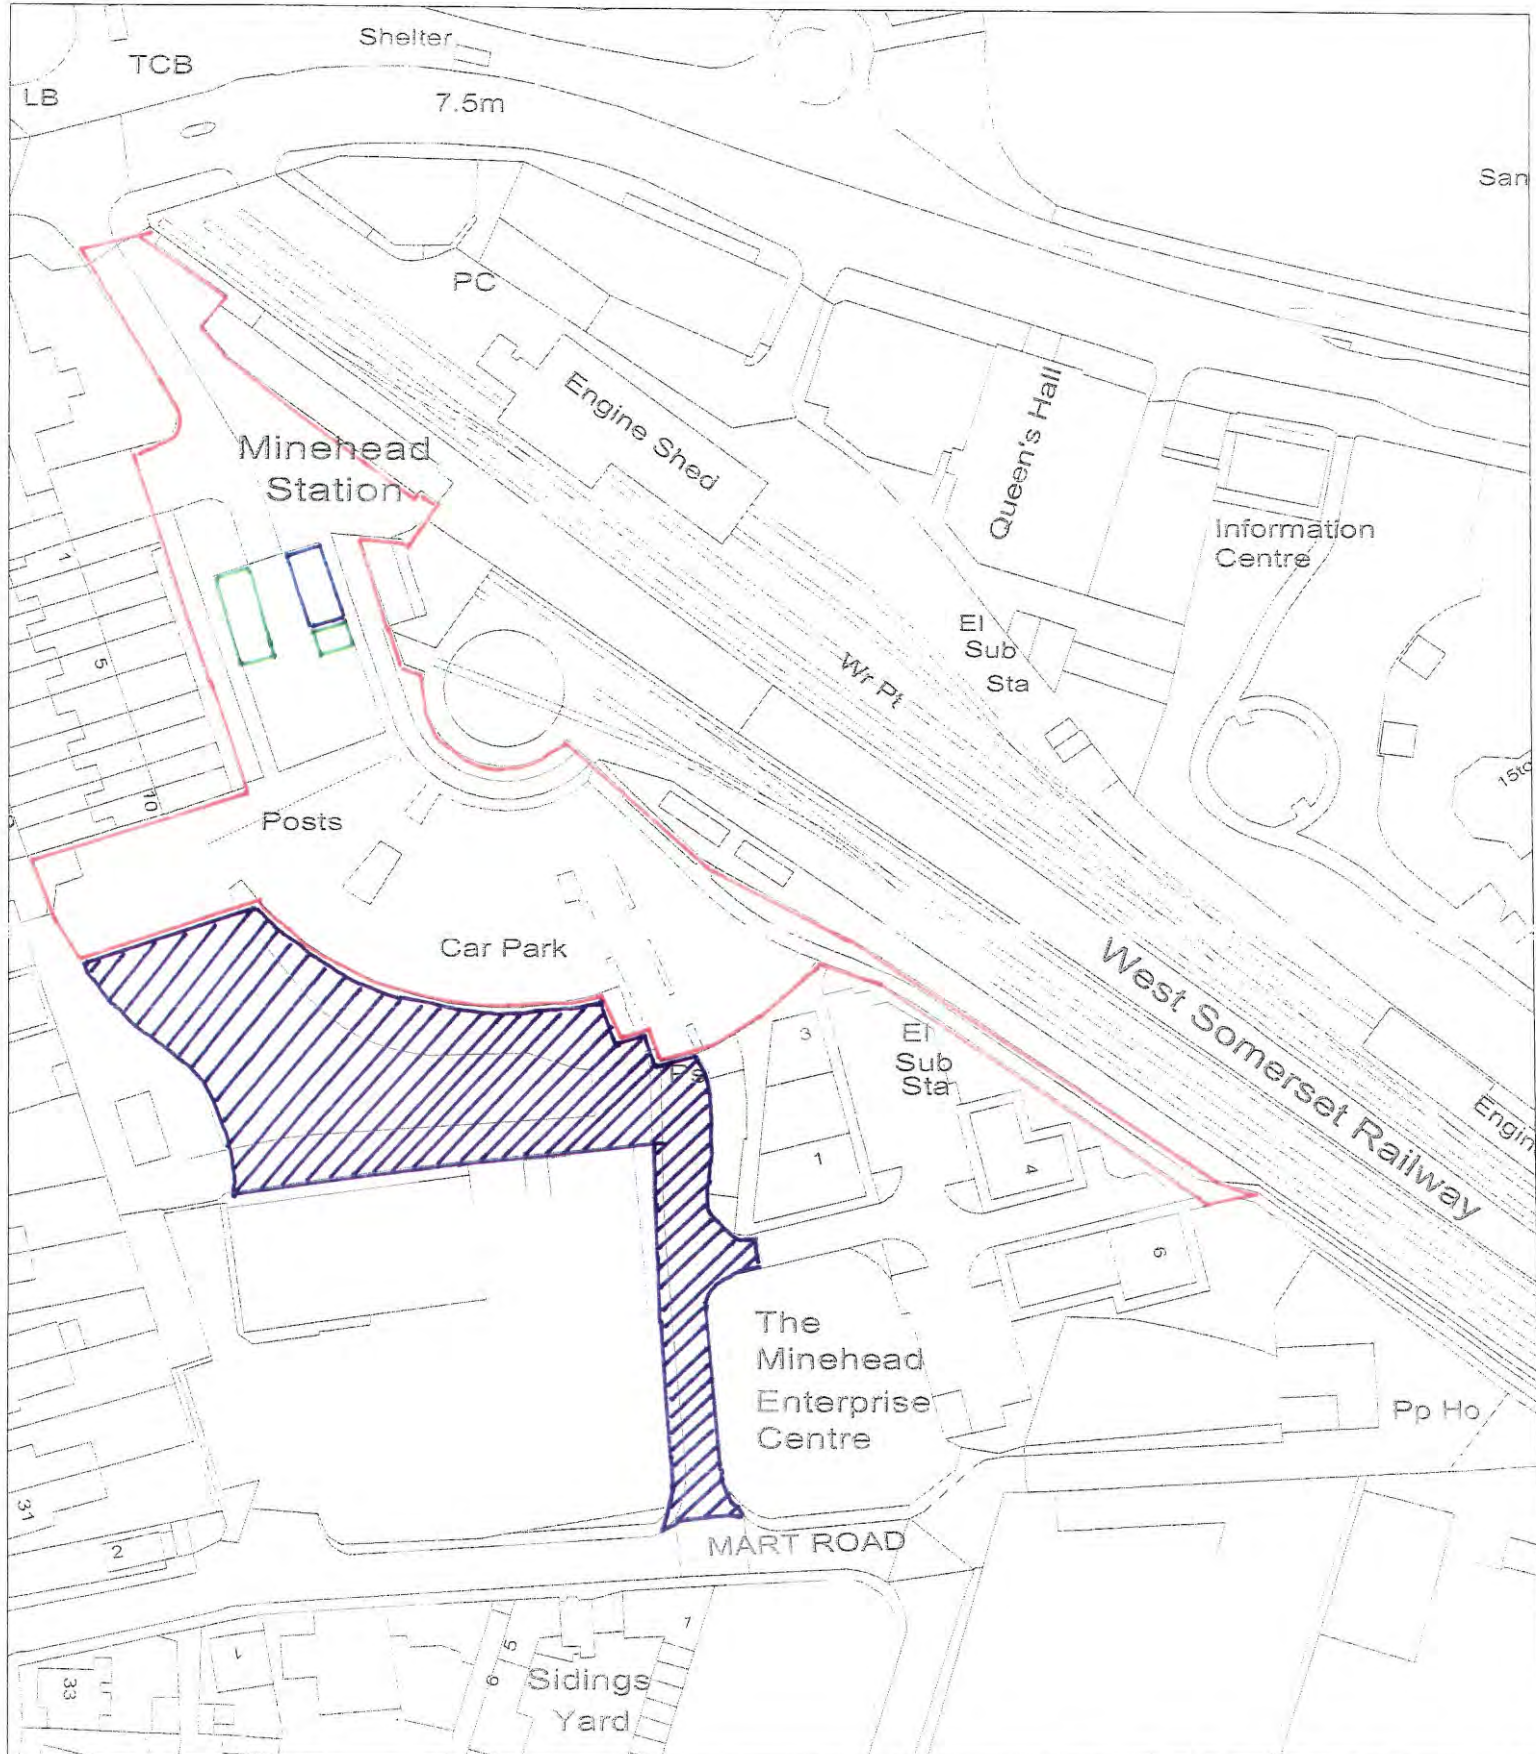 Shelter
TCB
LB
7.5m
San
PC
Engine Shed
Queen's Hall
Minehead
Station
Information
Centre
1
El
Sub
Sta
5
Wr Pt
10
Posts
Car Park
West Somerset Railway
3
El
Sub
Sta
PS
1
4
6
The
Minehead
Enterprise
Centre
Pp Ho
31
2
MART ROAD
1
7
5
6
33
Sidings
Yard